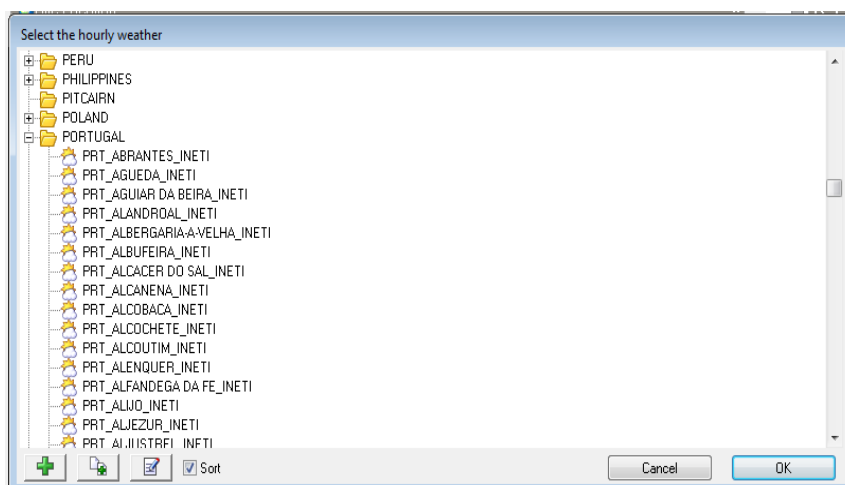 Select the hourly weather
PERU
PHILIPPINES
PITCAIRN
POLAND
PORTUGAL
PRT_ABRANTES_INETI
PRT_AGUEDA_INETI
PRT_AGUIAR DA BEIRA_INETI
PRT_ALANDROAL_INETI
PRT_ALBERGARIA-A-VELHA_INETI
PRT_ALBUFEIRA_INETI
PRT_ALCACER DO SAL_INETI
PRT_ALCANENA_INETI
PRT_ALCOBACA_INETI
PRT_ALCOCHETE_INETI
PRT_ALCOUTIM_INETI
PRT_ALENQUER_INETI
PRT_ALFANDEGA DA FE_INETI
PRT_ALIJO_INETI
PRT_ALJEZUR_INETI
PRT_ALJUSTREL_INETI
Sort Cancel OK